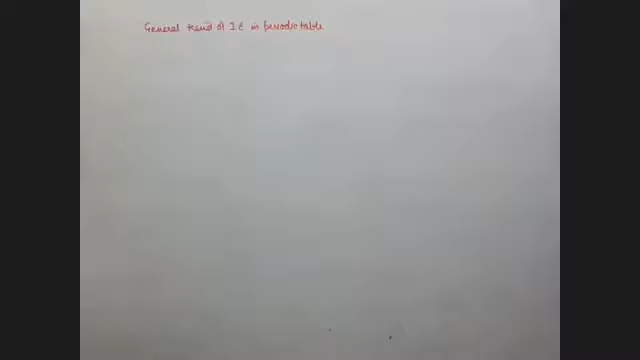 General trend of I.E in periodic table